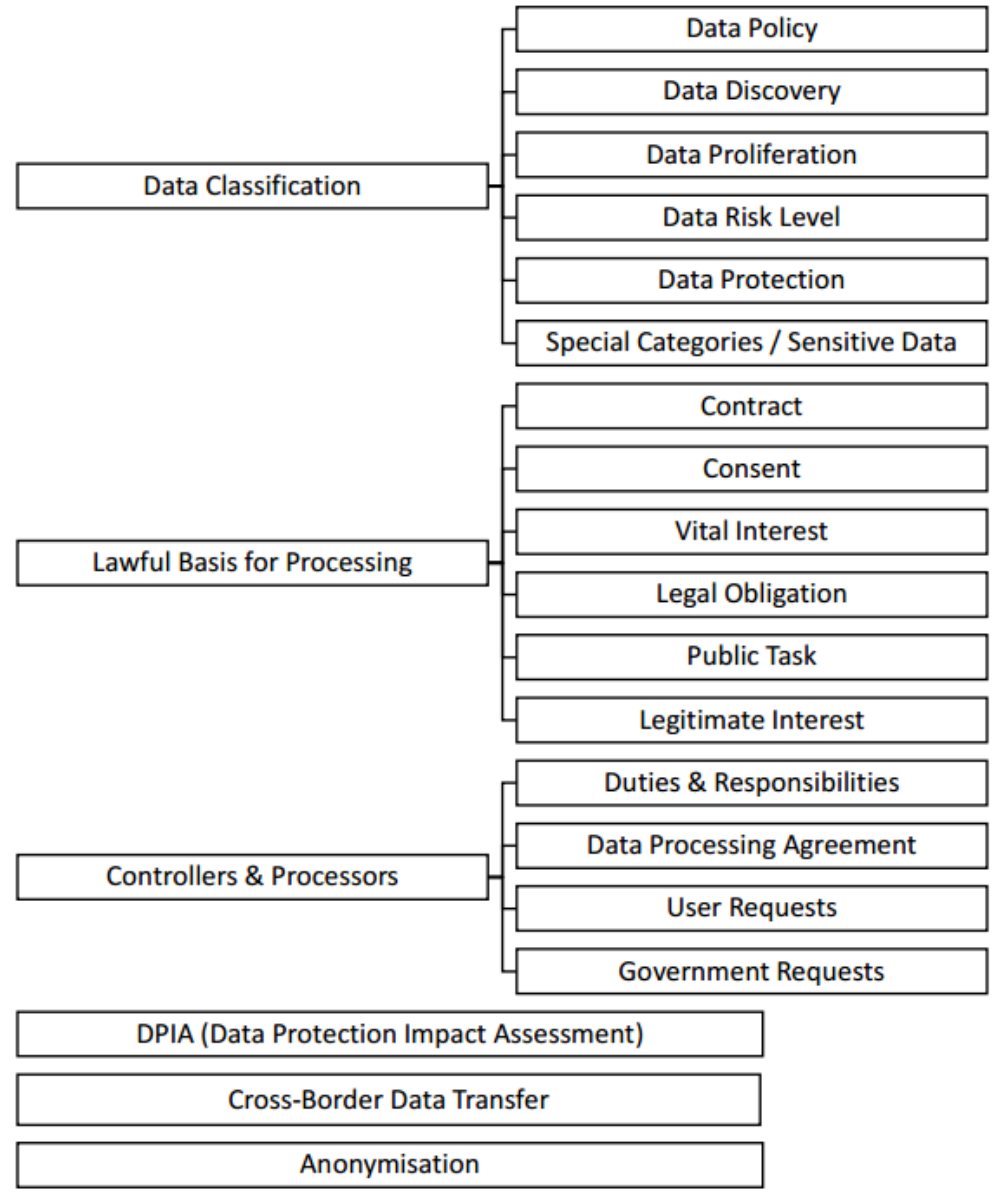 Data Policy
Data Discovery
Data Proliferation
Data Classification
Data Risk Level
Data Protection
Special Categories / Sensitive Data
Contract
Consent
Vital Interest
Lawful Basis for Processing
Legal Obligation
Public Task
Legitimate Interest
Duties & Responsibilities
Data Processing Agreement
Controllers & Processors
User Requests
Government Requests
DPIA (Data Protection Impact Assessment)
Cross-Border Data Transfer
Anonymisation